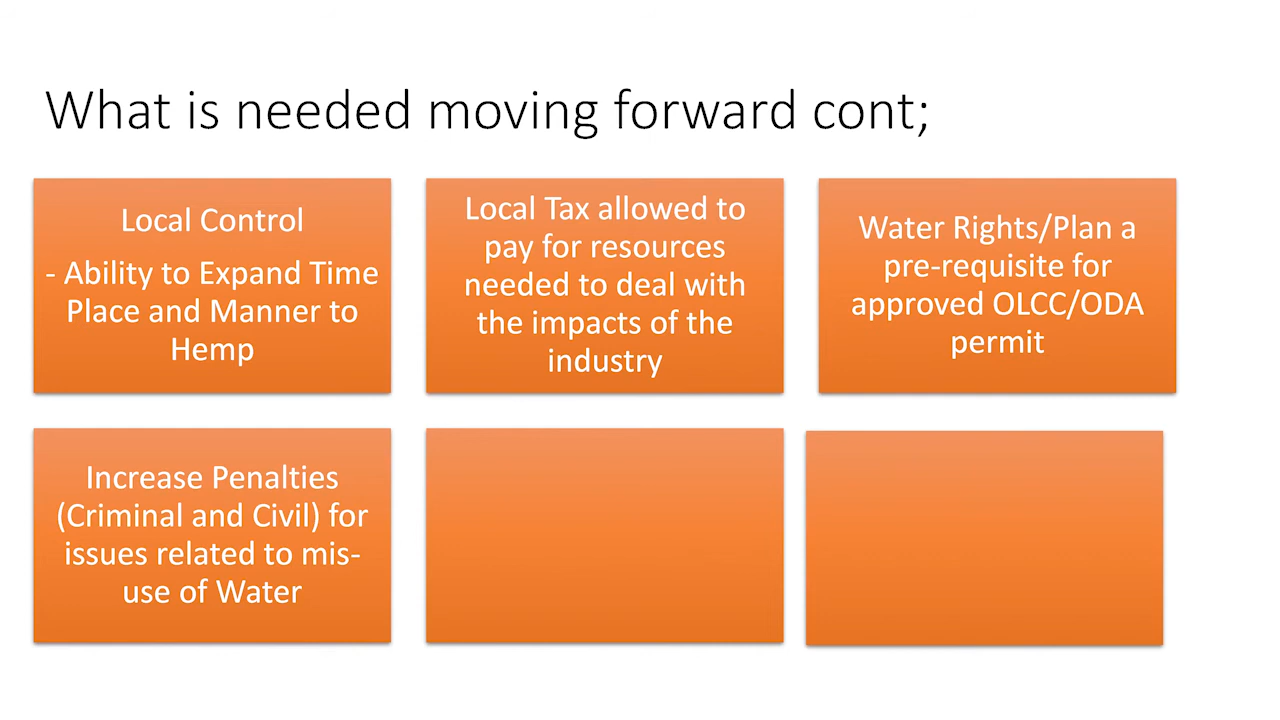 What is needed moving forward cont;
Local Control
- Ability to Expand Time
Place and Manner to
Hemp
Local Tax allowed to
pay for resources
needed to deal with
the impacts of the
industry
Water Rights/Plan a
pre-requisite for
approved OLCC/ODA
permit
Increase Penalties
(Criminal and Civil) for
issues related to mis-
use of Water